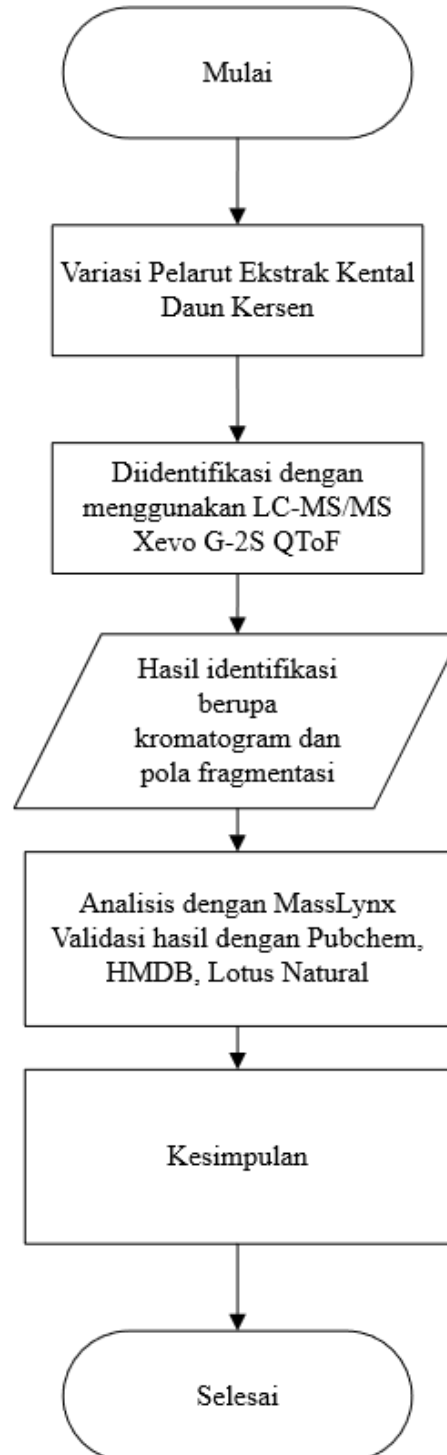 Mulai
Variasi Pelarut Ekstrak Kental
Daun Kersen
Diidentifikasi dengan
menggunakan LC-MS/MS
Xevo G-2S QToF
Hasil identifikasi
berupa
kromatogram dan
pola fragmentasi
Analisis dengan MassLynx
Validasi hasil dengan Pubchem,
HMDB, Lotus Natural
Kesimpulan
Selesai